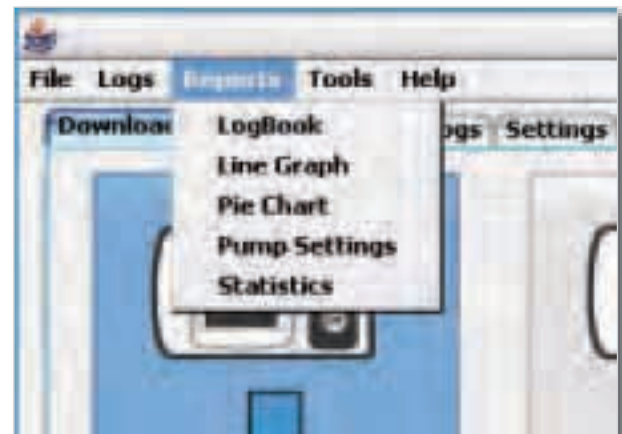 File Logs Reports Tools Help
Download
LogBook
ogs Settings
Line Graph
Pie Chart
Pump Settings
Statistics